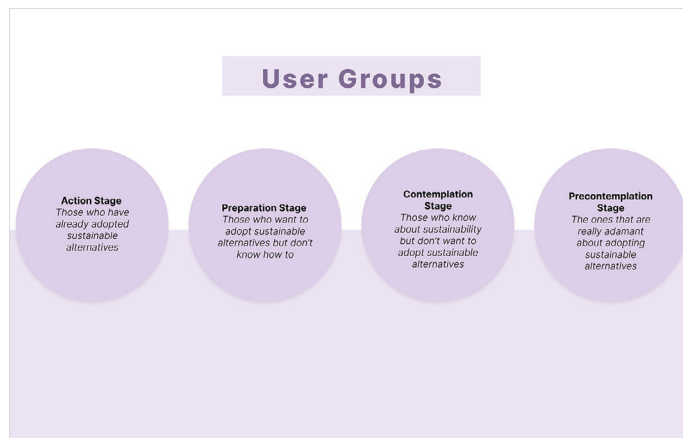 User Groups
Action Stage
Those who have
already adopted
sustainable
alternatives
Preparation Stage
Those who want to
adopt sustainable
alternatives but don't
know how to
Contemplation
Stage
Those who know
about sustainability
but don't want to
adopt sustainable
alternatives
Precontemplation
Stage
The ones that are
really adamant
about adopting
sustainable
alternatives